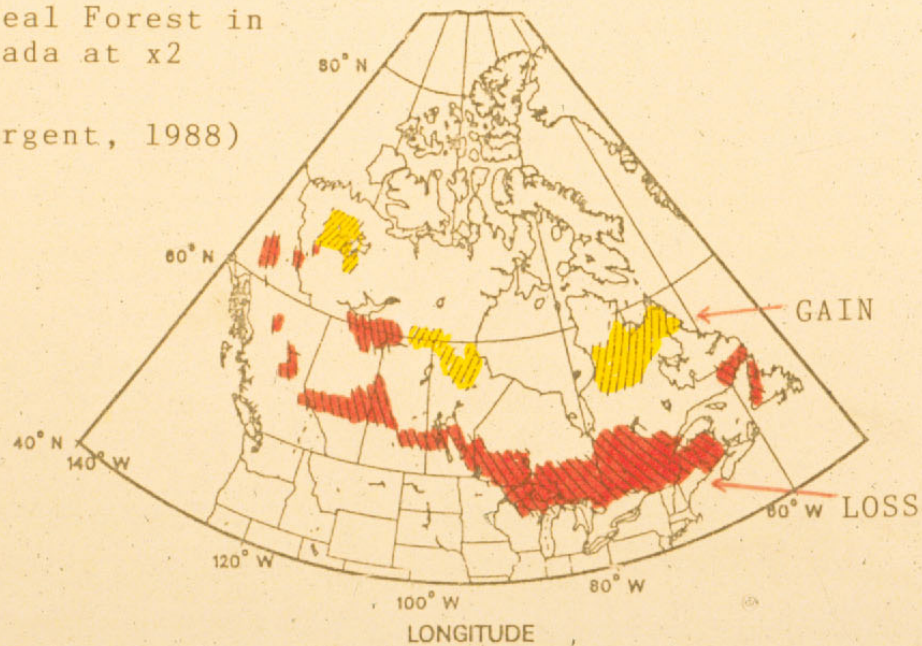 eal Forest in
ada at x2
rgent, 1988)
80° N
60° N
GAIN
40° N
140° W
60° W
LOSS
120° W
80° W
100° W
LONGITUDE